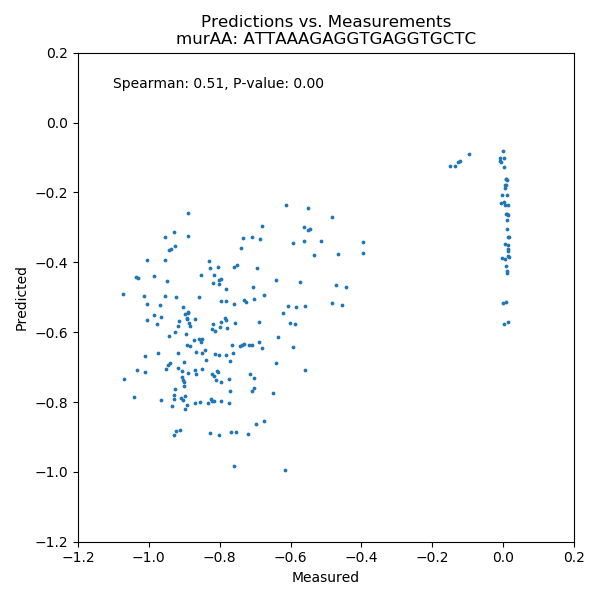 Predictions vs. Measurements
murAA: ATTAAAGAGGTGAGGTGCTC
Spearman: 0.51, P-value: 0.00
Predicted
0.2
0.0
−0.2
−0.4
−0.6
−0.8
−1.0
−1.2
−1.2 −1.0 −0.8 −0.6 −0.4 −0.2 0.0 0.2
Measured